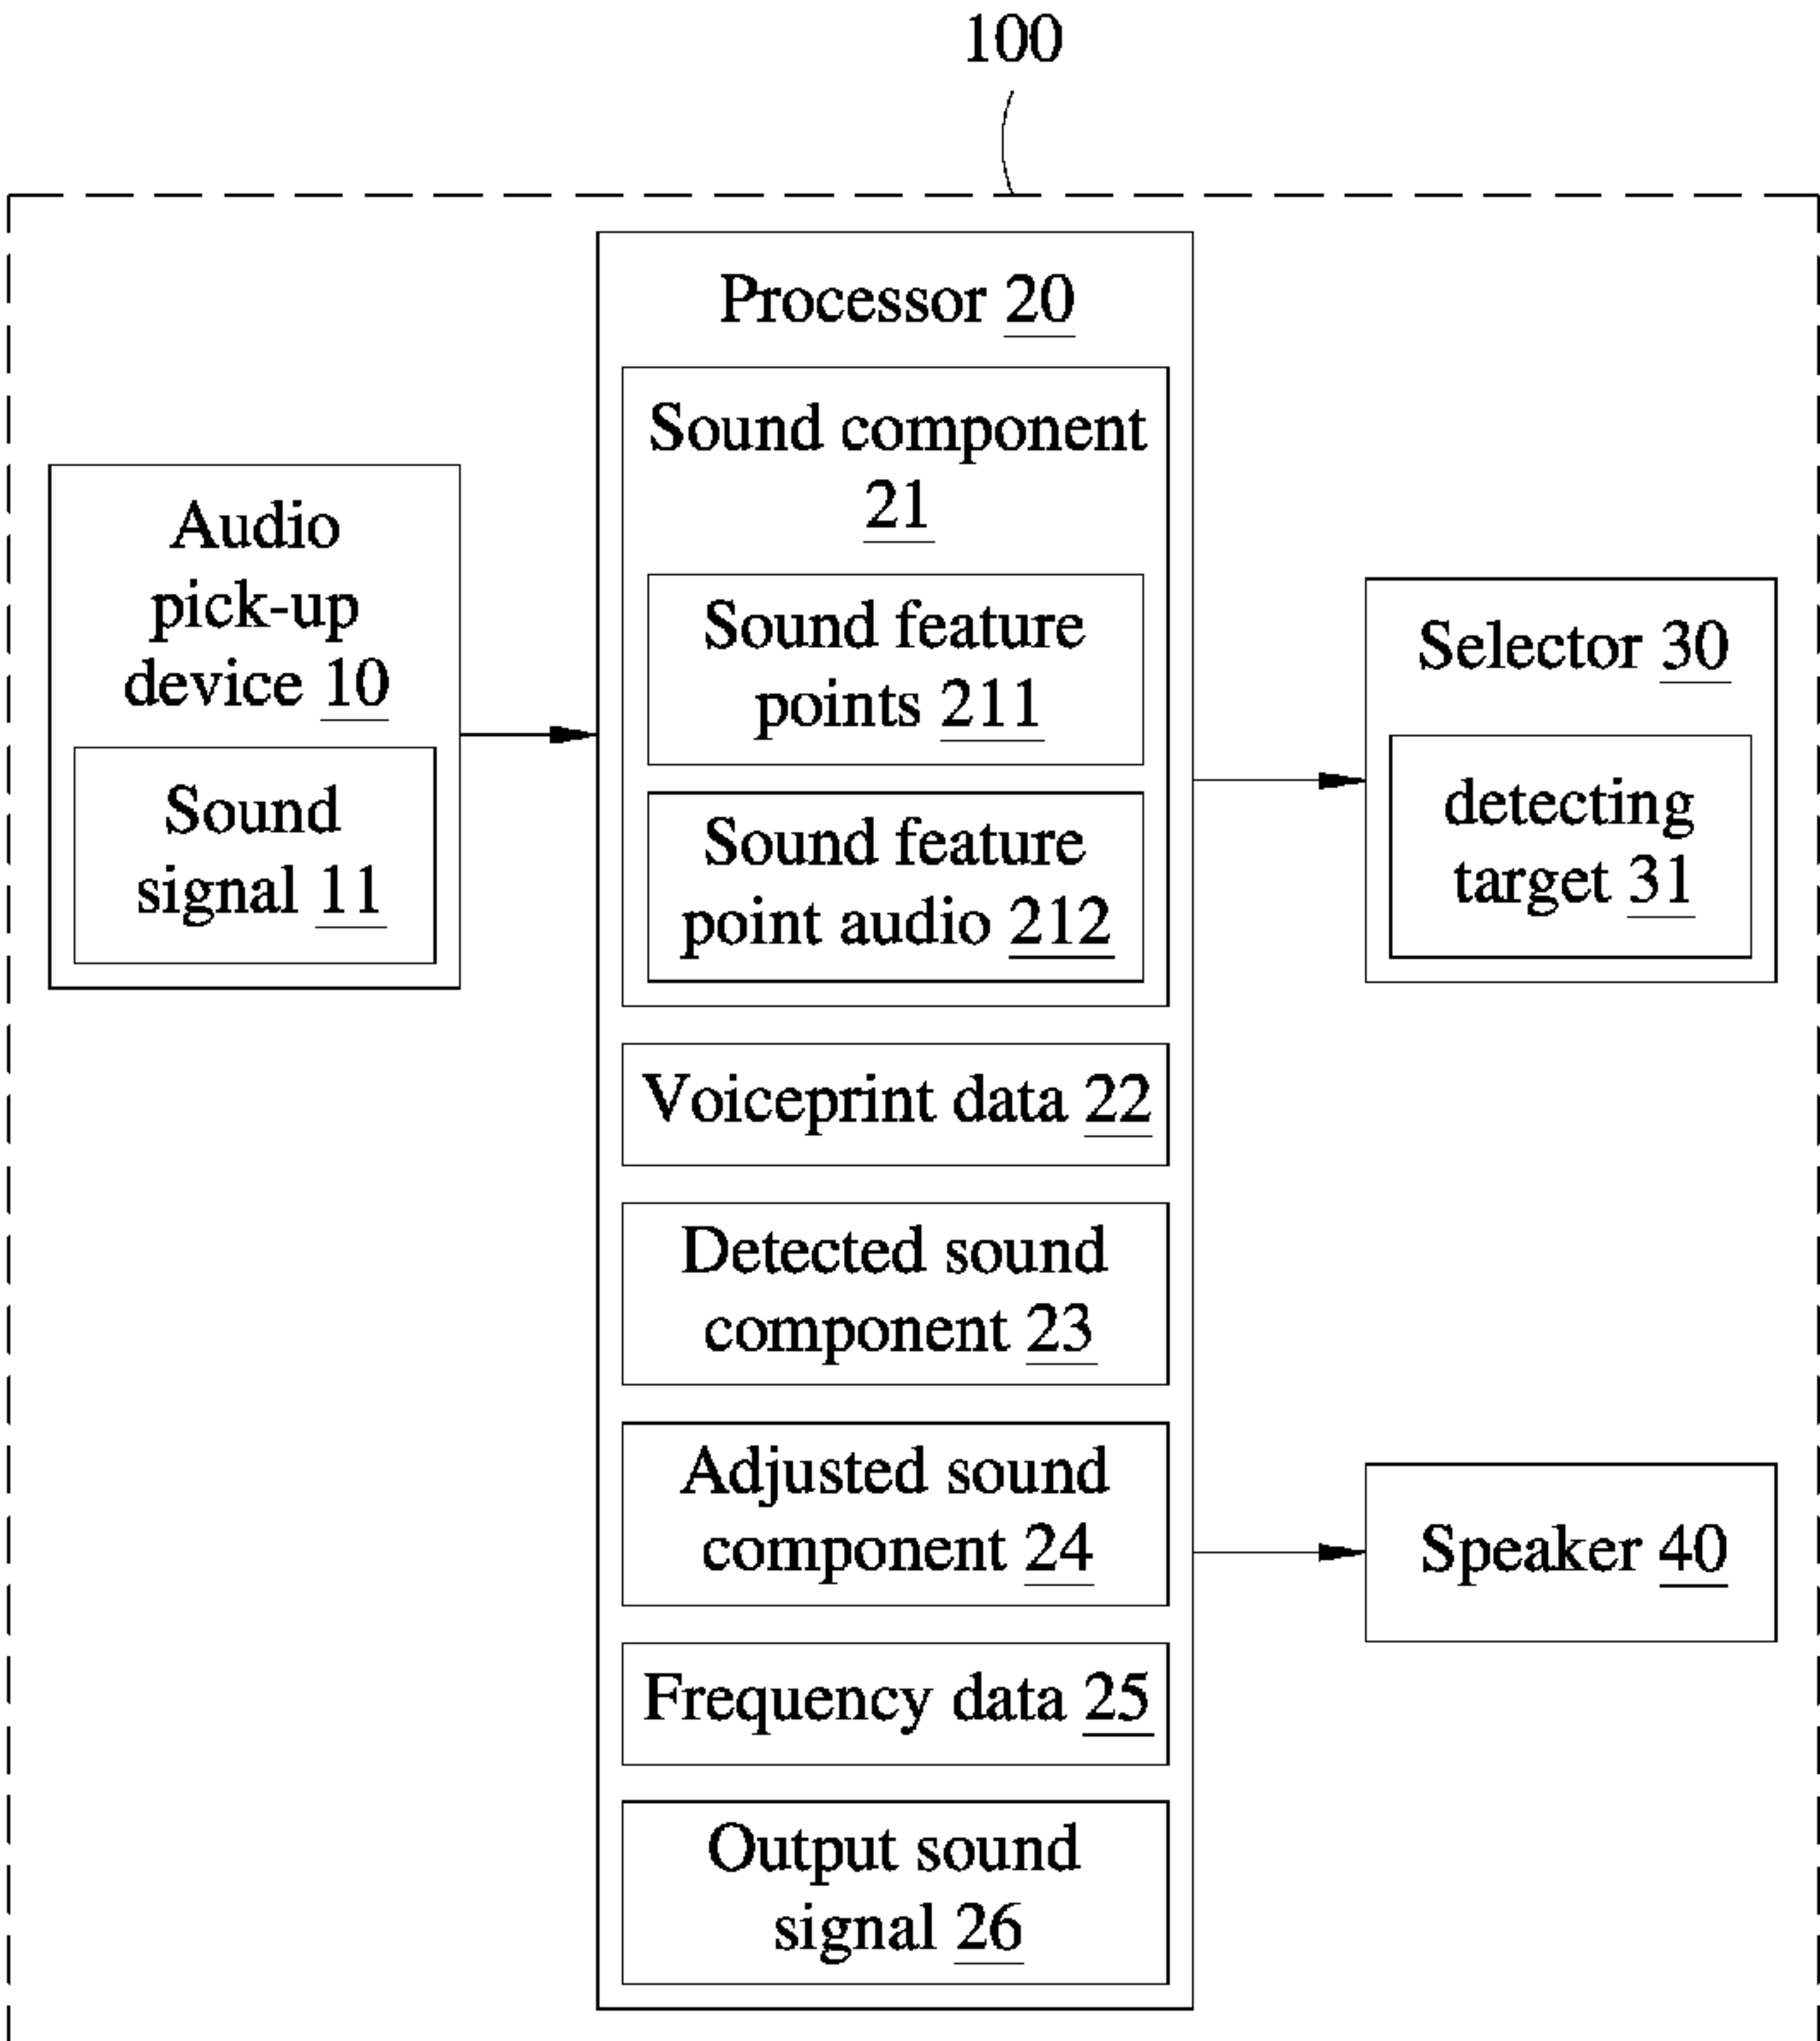 100
Audio
pick-up
device 10
Sound
signal 11
Processor 20
Sound component
21
Sound feature
points 211
Sound feature
point audio 212
Voiceprint data 22
Detected sound
component 23
Adjusted sound
component 24
Frequency data 25
Output sound
signal 26
Selector 30
detecting
target 31
Speaker 40